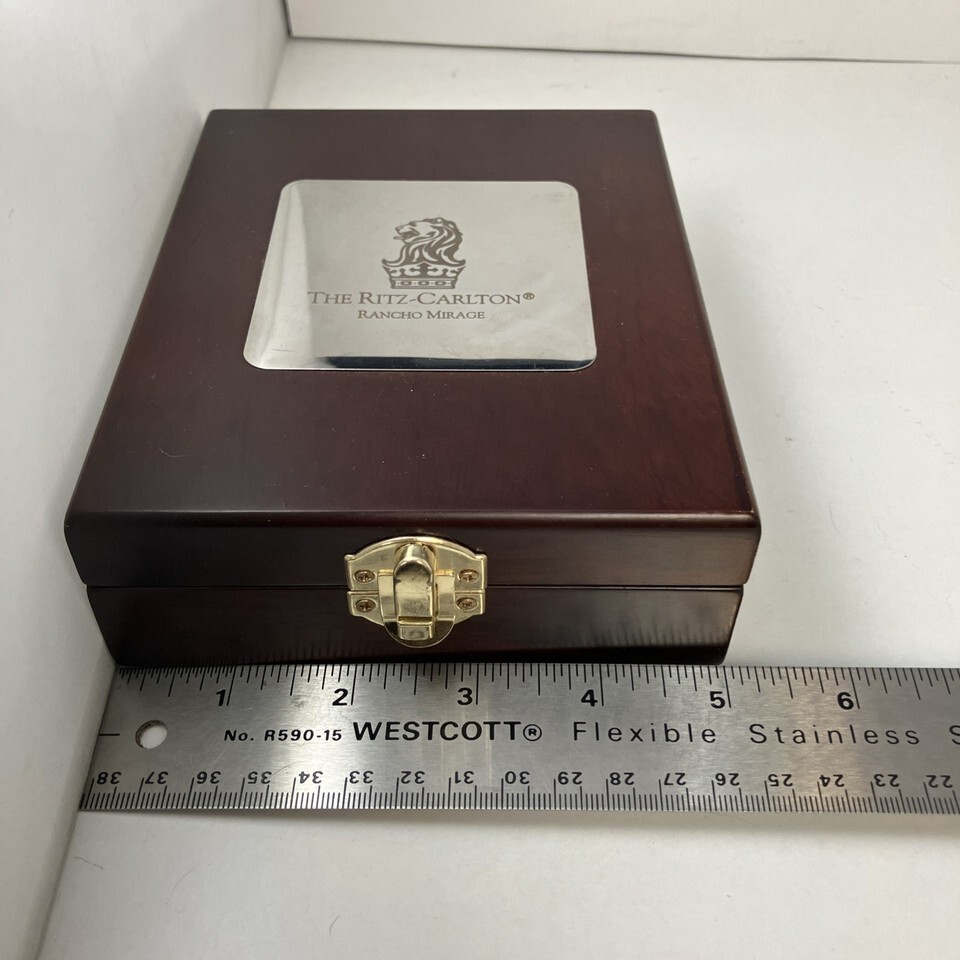 THE RITZ-CARLTON®
RANCHO MIRAGE
1 2 3 4 5 6
No. R590-15 WESTCOTT® Flexible Stainless S
38 37 36 35 34 33 32 31 30 29 28 27 26 25 24 23 22